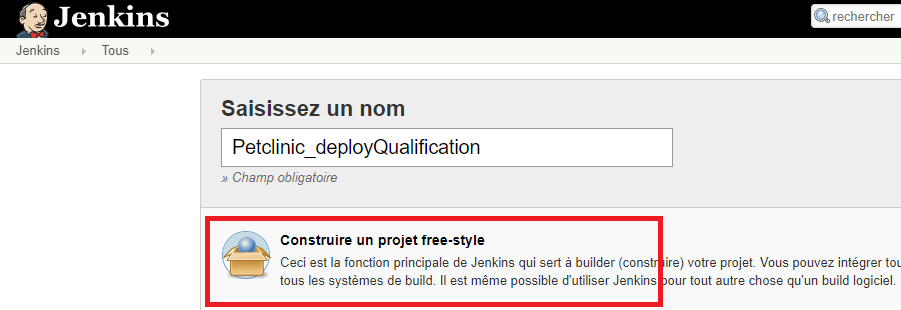 Jenkins
rechercher
Jenkins Tous
Saisissez un nom
Petclinic_deployQualification
» Champ obligatoire
Construire un projet free-style
Ceci est la fonction principale de Jenkins qui sert à builder (construire) votre projet. Vous pouvez intégrer tou
tous les systèmes de build. Il est même possible d'utiliser Jenkins pour tout autre chose qu'un build logiciel.